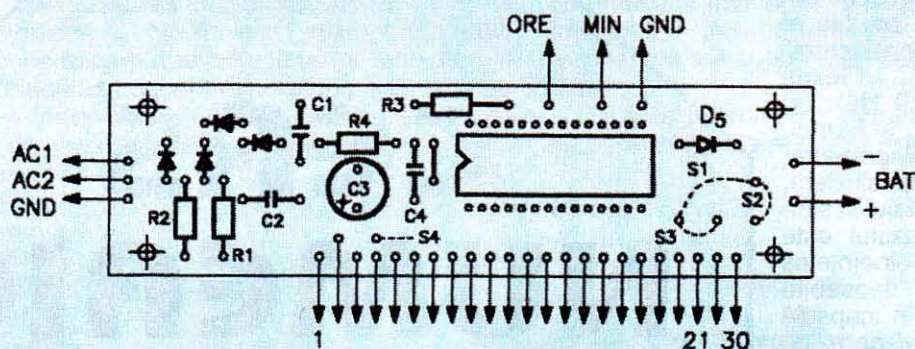 ORE MIN GND
R3
C1
R4
D5
AC1
AC2
GND
S1
−
BAT
+
S2
C3
+
C4
R2
C2
S3
S4
R1
1
21 30